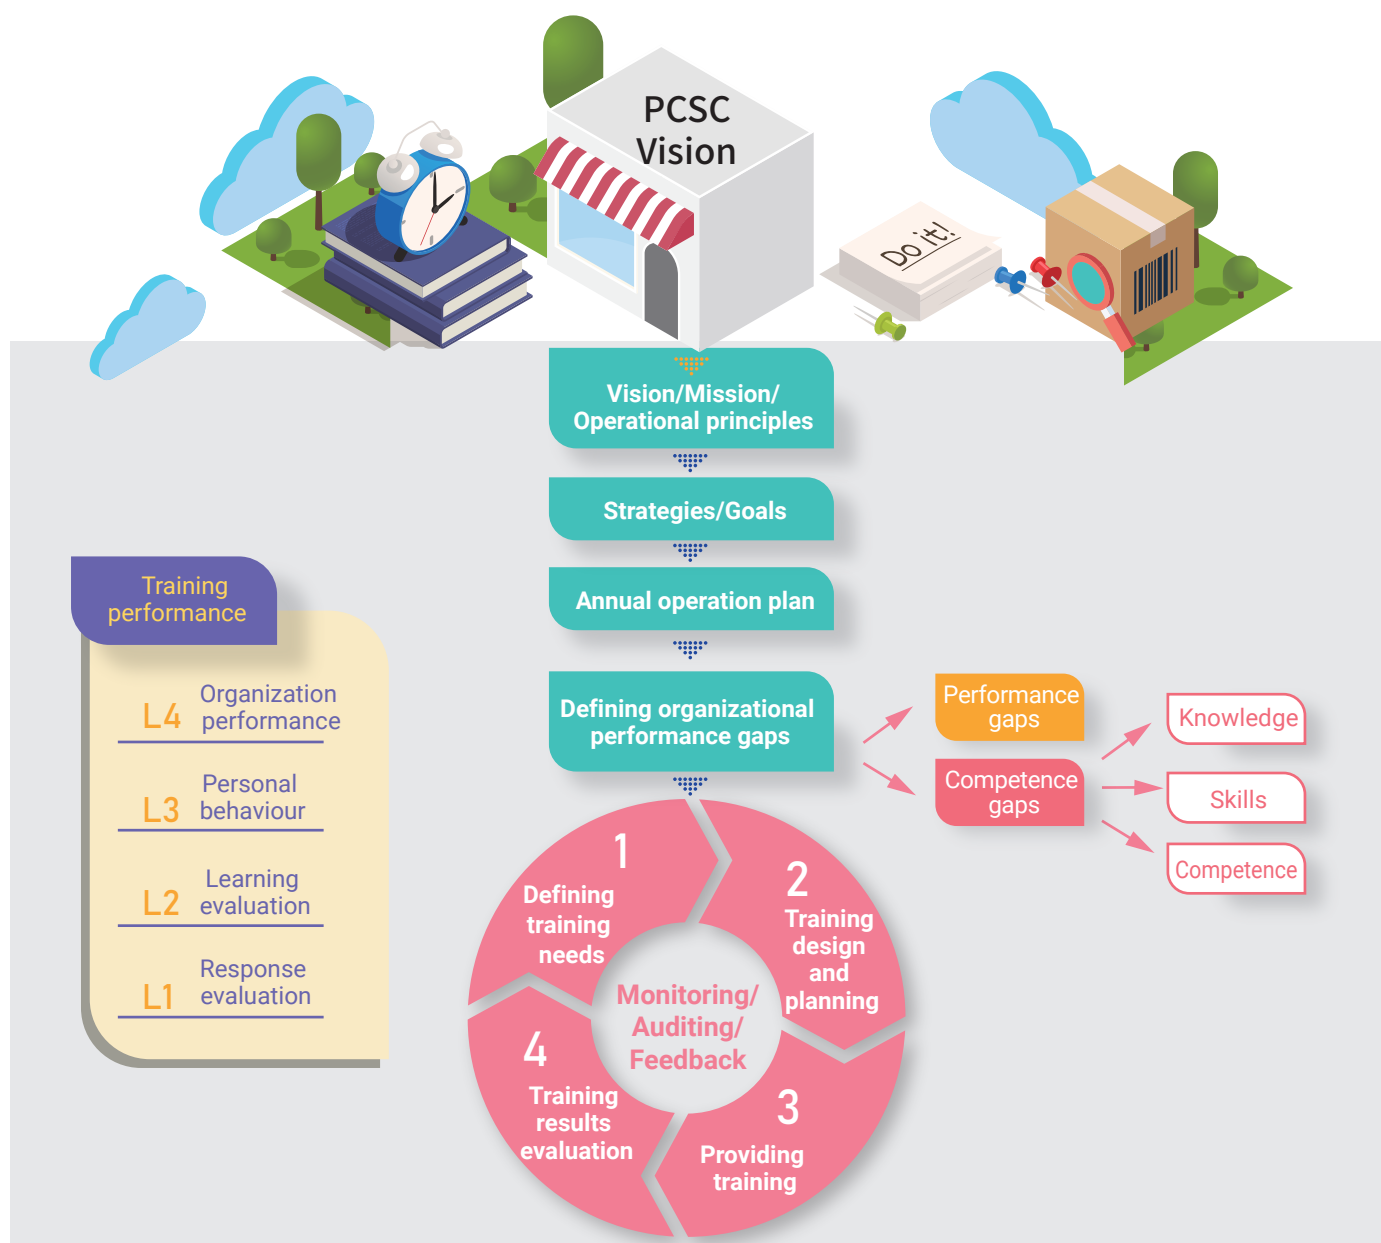 PCSC
Vision
Do it!
Vision/Mission/
Operational principles
Strategies/Goals
Annual operation plan
Defining organizational
performance gaps
Performance
gaps
Competence
gaps
Knowledge
Skills
Competence
Training
performance
L4 Organization
performance
L3 Personal
behaviour
L2 Learning
evaluation
L1 Response
evaluation
1
Defining
training
needs
2
Training
design
and
planning
3
Providing
training
4
Training
results
evaluation
Monitoring/
Auditing/
Feedback